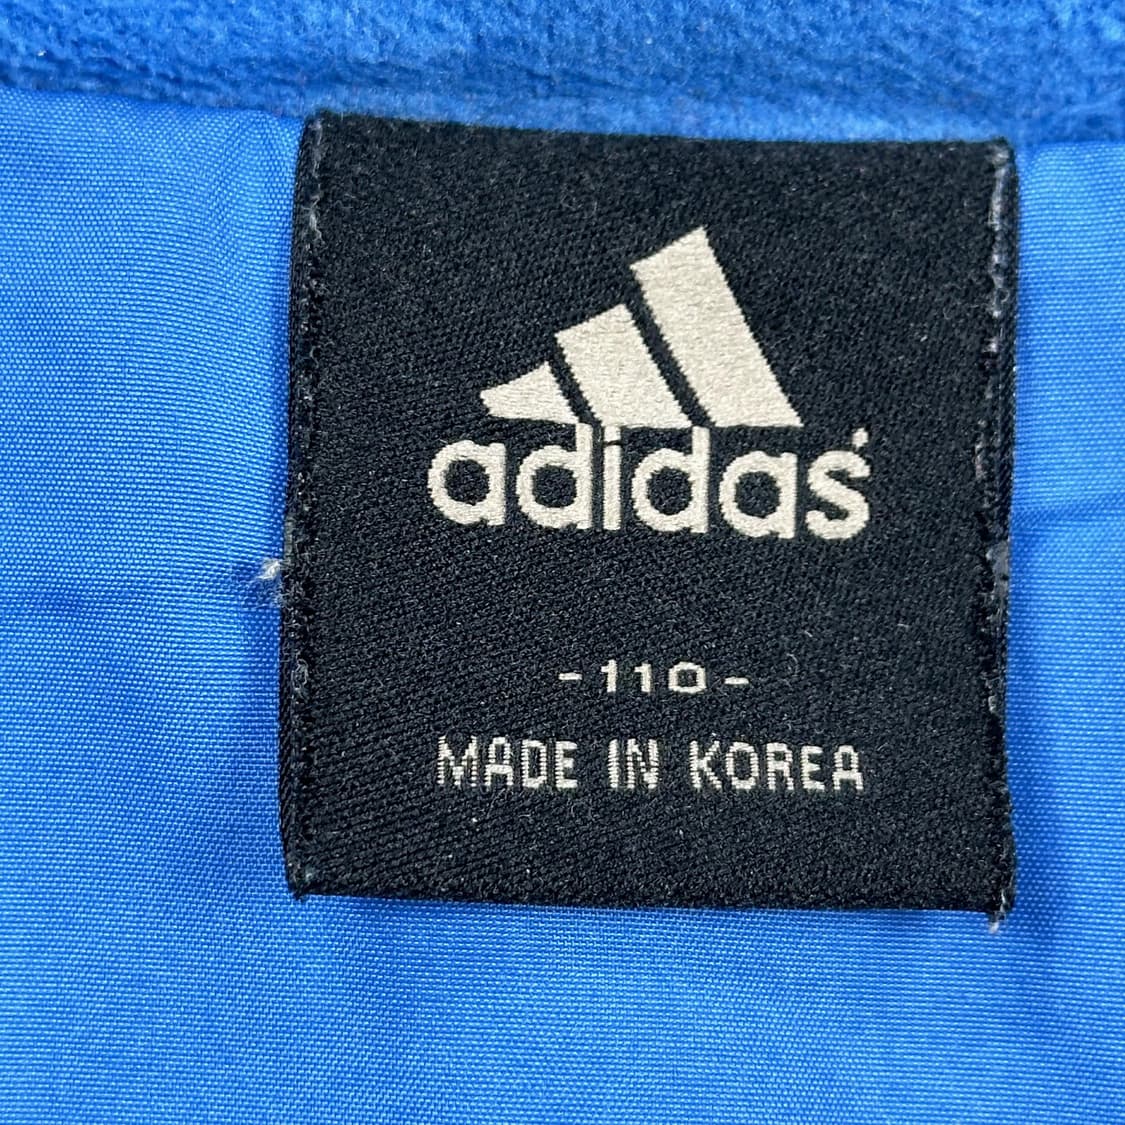 adidas
-110-
MADE IN KOREA